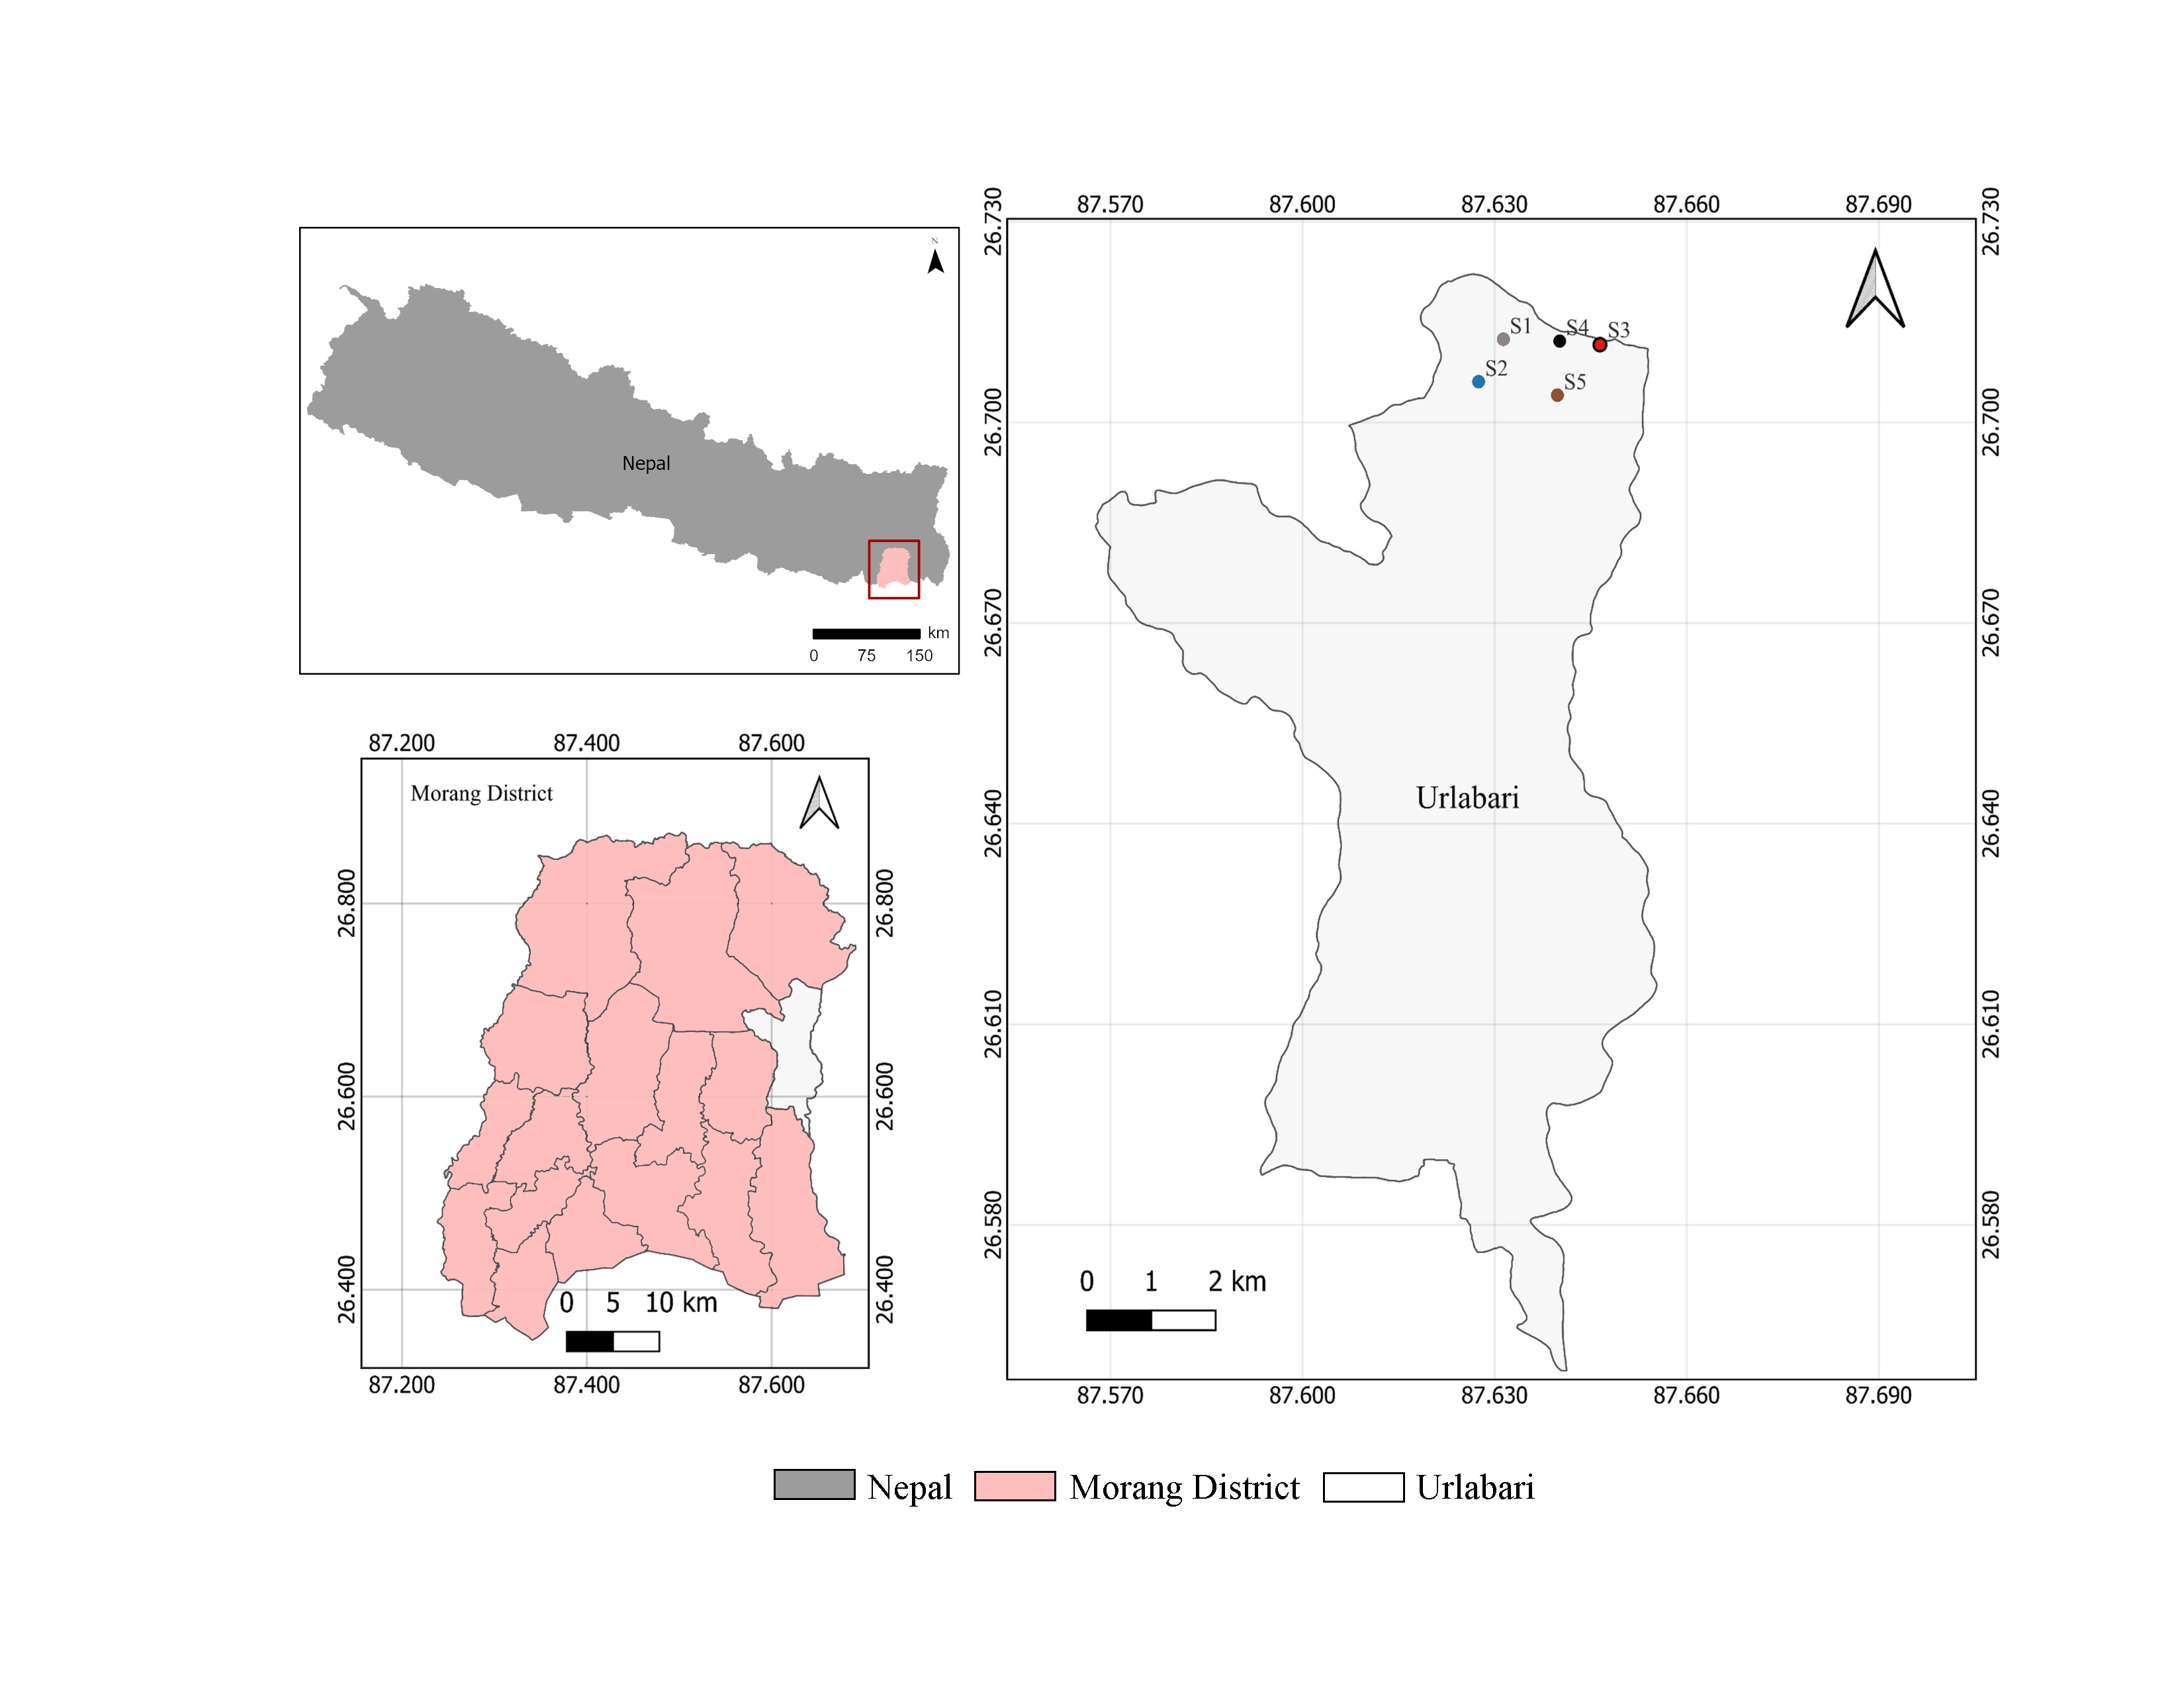 N
Nepal
km
0 75 150
87.200 87.400 87.600
Morang District
26.800 26.800
26.600 26.600
26.400 26.400
0 5 10 km
87.200 87.400 87.600
87.570 87.600 87.630 87.660 87.690
26.730 26.730
S1 S4 S3
S2 S5
26.700 26.700
26.670 26.670
Urlabari
26.640 26.640
26.610 26.610
26.580 26.580
0 1 2 km
87.570 87.600 87.630 87.660 87.690
Nepal Morang District Urlabari